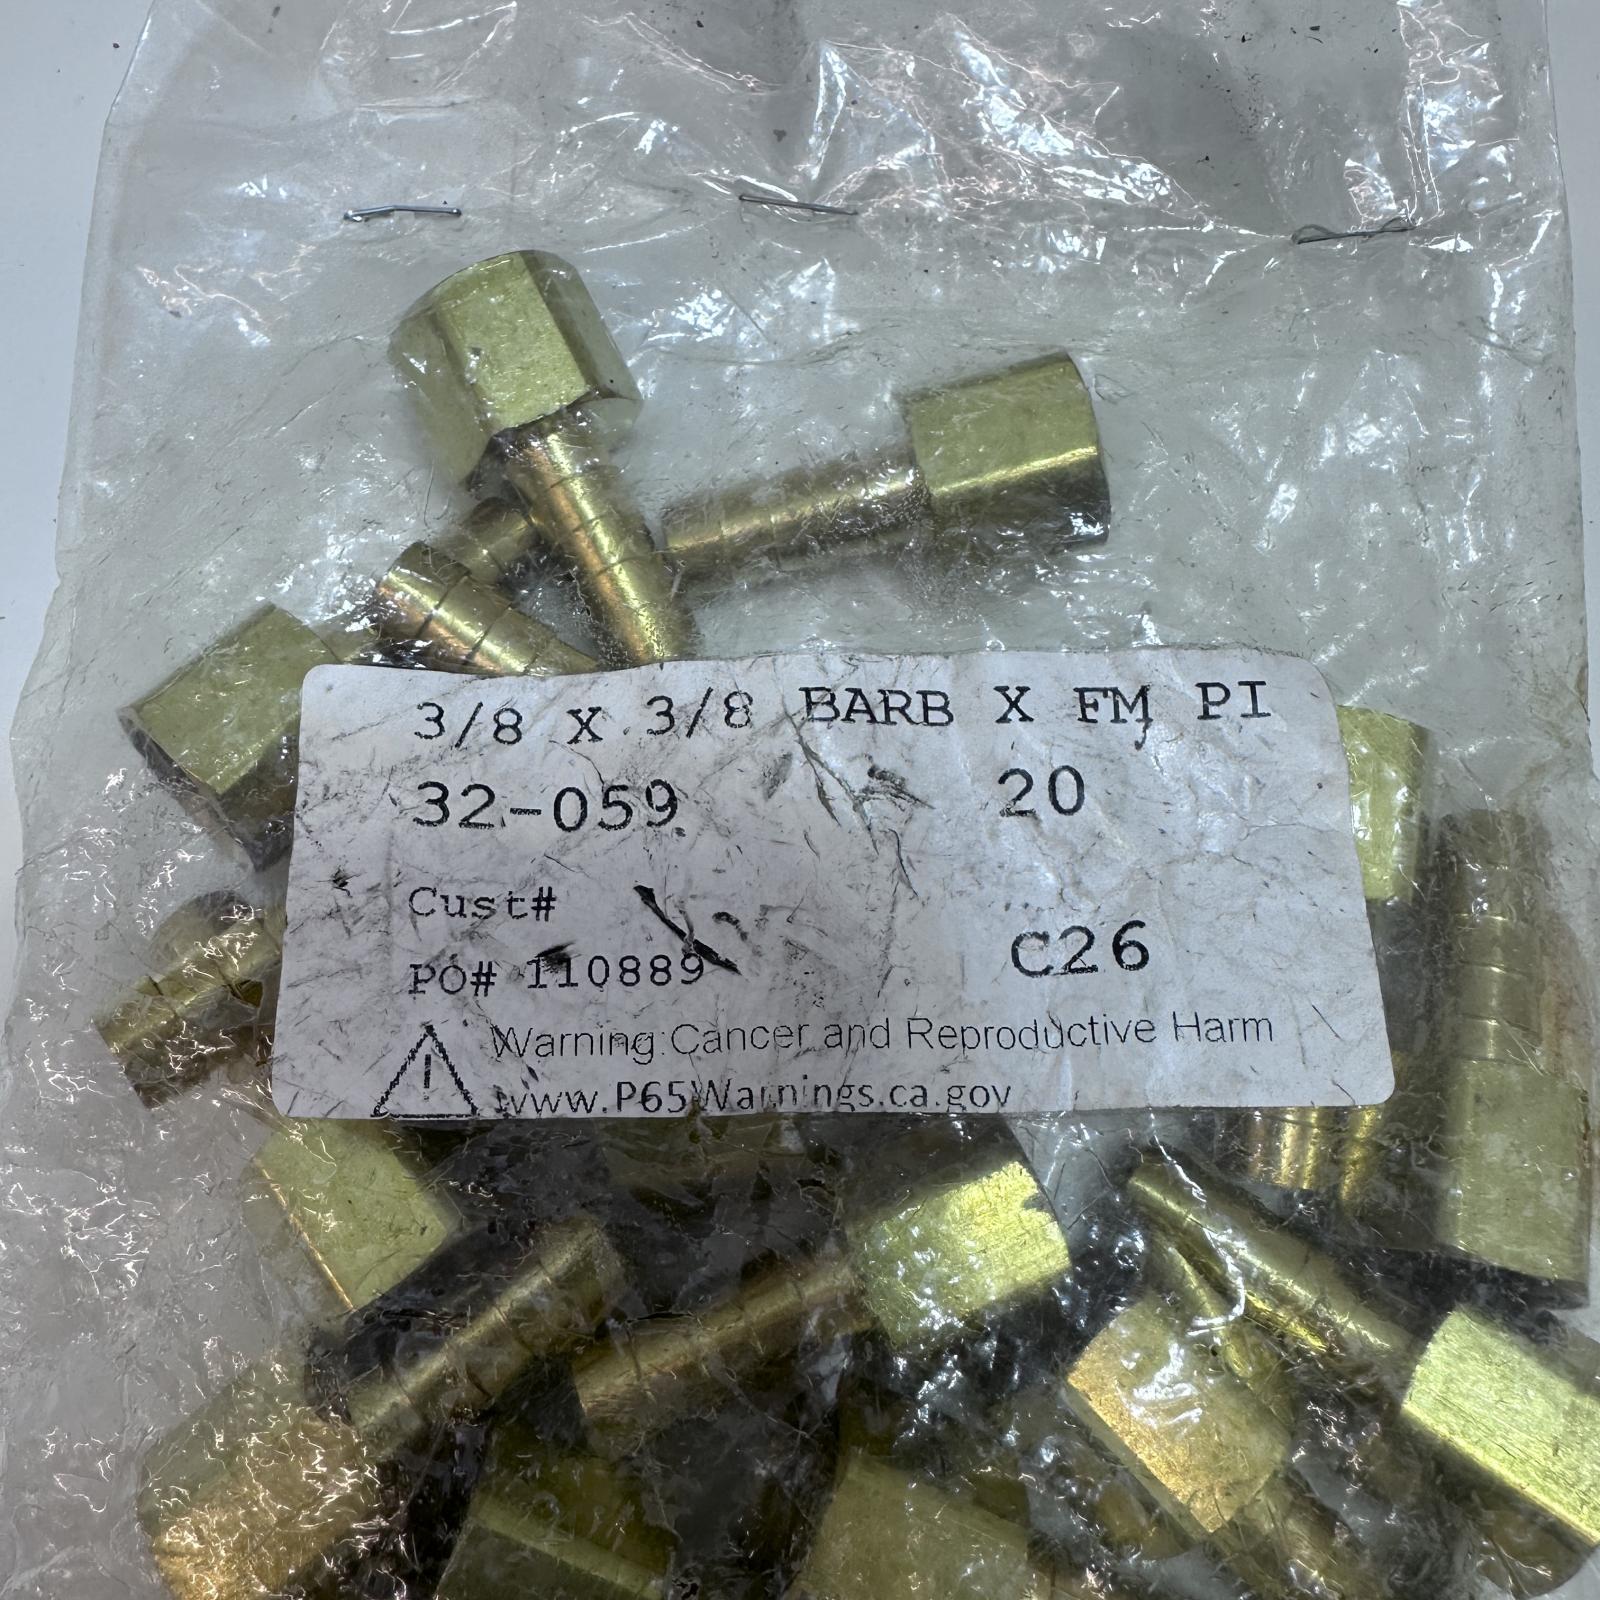 3/8 X 3/8 BARB X FM PI
32-059 20
Cust#
PO# 110889 C26
Warning:Cancer and Reproductive Harm
www.P65Warnings.ca.gov